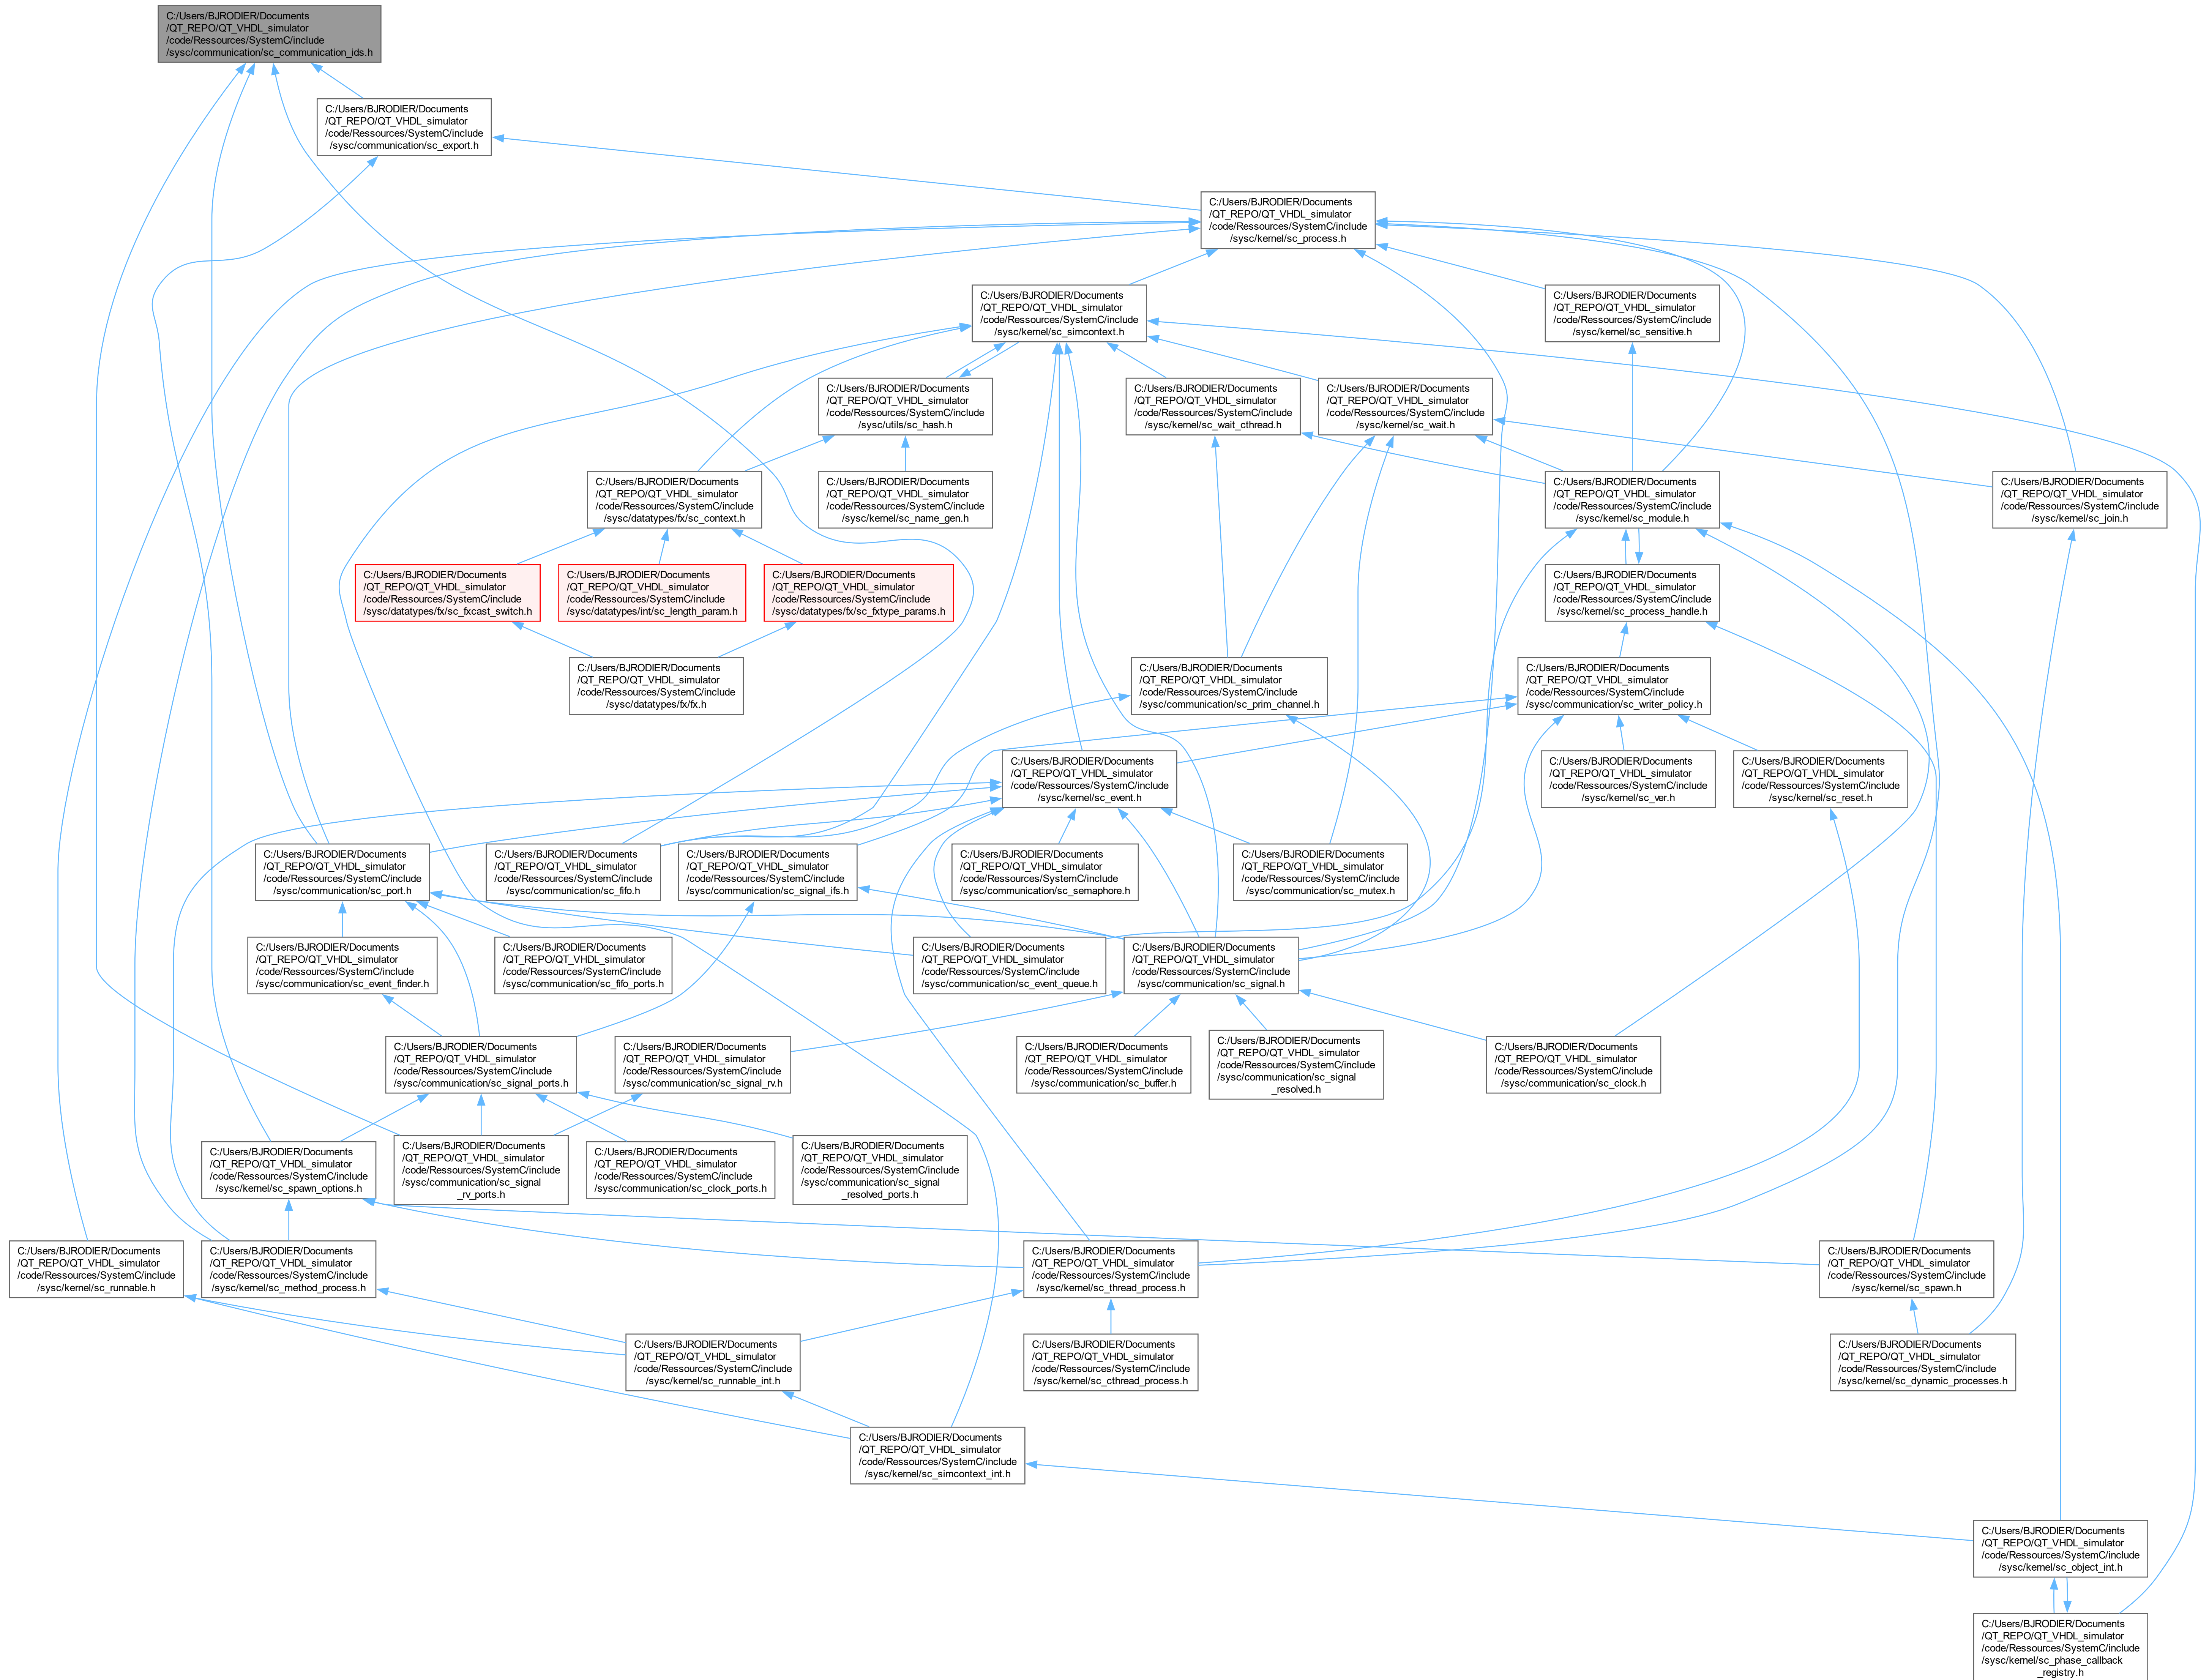 C:/Users/BJRODIER/Documents
/QT_REPO/QT_VHDL_simulator
/code/Ressources/SystemC/include
/sysc/communication/sc_communication_ids.h
C:/Users/BJRODIER/Documents
/QT_REPO/QT_VHDL_simulator
/code/Ressources/SystemC/include
/sysc/communication/sc_export.h
C:/Users/BJRODIER/Documents
/QT_REPO/QT_VHDL_simulator
/code/Ressources/SystemC/include
/sysc/kernel/sc_process.h
C:/Users/BJRODIER/Documents
/QT_REPO/QT_VHDL_simulator
/code/Ressources/SystemC/include
/sysc/kernel/sc_simcontext.h
C:/Users/BJRODIER/Documents
/QT_REPO/QT_VHDL_simulator
/code/Ressources/SystemC/include
/sysc/kernel/sc_sensitive.h
C:/Users/BJRODIER/Documents
/QT_REPO/QT_VHDL_simulator
/code/Ressources/SystemC/include
/sysc/utils/sc_hash.h
C:/Users/BJRODIER/Documents
/QT_REPO/QT_VHDL_simulator
/code/Ressources/SystemC/include
/sysc/kernel/sc_wait_cthread.h
C:/Users/BJRODIER/Documents
/QT_REPO/QT_VHDL_simulator
/code/Ressources/SystemC/include
/sysc/kernel/sc_wait.h
C:/Users/BJRODIER/Documents
/QT_REPO/QT_VHDL_simulator
/code/Ressources/SystemC/include
/sysc/datatypes/fx/sc_context.h
C:/Users/BJRODIER/Documents
/QT_REPO/QT_VHDL_simulator
/code/Ressources/SystemC/include
/sysc/kernel/sc_name_gen.h
C:/Users/BJRODIER/Documents
/QT_REPO/QT_VHDL_simulator
/code/Ressources/SystemC/include
/sysc/kernel/sc_module.h
C:/Users/BJRODIER/Documents
/QT_REPO/QT_VHDL_simulator
/code/Ressources/SystemC/include
/sysc/kernel/sc_join.h
C:/Users/BJRODIER/Documents
/QT_REPO/QT_VHDL_simulator
/code/Ressources/SystemC/include
/sysc/datatypes/fx/sc_fxcast_switch.h
C:/Users/BJRODIER/Documents
/QT_REPO/QT_VHDL_simulator
/code/Ressources/SystemC/include
/sysc/datatypes/int/sc_length_param.h
C:/Users/BJRODIER/Documents
/QT_REPO/QT_VHDL_simulator
/code/Ressources/SystemC/include
/sysc/datatypes/fx/sc_fxtype_params.h
C:/Users/BJRODIER/Documents
/QT_REPO/QT_VHDL_simulator
/code/Ressources/SystemC/include
/sysc/kernel/sc_process_handle.h
C:/Users/BJRODIER/Documents
/QT_REPO/QT_VHDL_simulator
/code/Ressources/SystemC/include
/sysc/datatypes/fx/fx.h
C:/Users/BJRODIER/Documents
/QT_REPO/QT_VHDL_simulator
/code/Ressources/SystemC/include
/sysc/communication/sc_prim_channel.h
C:/Users/BJRODIER/Documents
/QT_REPO/QT_VHDL_simulator
/code/Ressources/SystemC/include
/sysc/communication/sc_writer_policy.h
C:/Users/BJRODIER/Documents
/QT_REPO/QT_VHDL_simulator
/code/Ressources/SystemC/include
/sysc/kernel/sc_event.h
C:/Users/BJRODIER/Documents
/QT_REPO/QT_VHDL_simulator
/code/Ressources/SystemC/include
/sysc/kernel/sc_ver.h
C:/Users/BJRODIER/Documents
/QT_REPO/QT_VHDL_simulator
/code/Ressources/SystemC/include
/sysc/kernel/sc_reset.h
C:/Users/BJRODIER/Documents
/QT_REPO/QT_VHDL_simulator
/code/Ressources/SystemC/include
/sysc/communication/sc_port.h
C:/Users/BJRODIER/Documents
/QT_REPO/QT_VHDL_simulator
/code/Ressources/SystemC/include
/sysc/communication/sc_fifo.h
C:/Users/BJRODIER/Documents
/QT_REPO/QT_VHDL_simulator
/code/Ressources/SystemC/include
/sysc/communication/sc_signal_ifs.h
C:/Users/BJRODIER/Documents
/QT_REPO/QT_VHDL_simulator
/code/Ressources/SystemC/include
/sysc/communication/sc_semaphore.h
C:/Users/BJRODIER/Documents
/QT_REPO/QT_VHDL_simulator
/code/Ressources/SystemC/include
/sysc/communication/sc_mutex.h
C:/Users/BJRODIER/Documents
/QT_REPO/QT_VHDL_simulator
/code/Ressources/SystemC/include
/sysc/communication/sc_event_finder.h
C:/Users/BJRODIER/Documents
/QT_REPO/QT_VHDL_simulator
/code/Ressources/SystemC/include
/sysc/communication/sc_fifo_ports.h
C:/Users/BJRODIER/Documents
/QT_REPO/QT_VHDL_simulator
/code/Ressources/SystemC/include
/sysc/communication/sc_event_queue.h
C:/Users/BJRODIER/Documents
/QT_REPO/QT_VHDL_simulator
/code/Ressources/SystemC/include
/sysc/communication/sc_signal.h
C:/Users/BJRODIER/Documents
/QT_REPO/QT_VHDL_simulator
/code/Ressources/SystemC/include
/sysc/communication/sc_signal_ports.h
C:/Users/BJRODIER/Documents
/QT_REPO/QT_VHDL_simulator
/code/Ressources/SystemC/include
/sysc/communication/sc_signal_rv.h
C:/Users/BJRODIER/Documents
/QT_REPO/QT_VHDL_simulator
/code/Ressources/SystemC/include
/sysc/communication/sc_buffer.h
C:/Users/BJRODIER/Documents
/QT_REPO/QT_VHDL_simulator
/code/Ressources/SystemC/include
/sysc/communication/sc_signal
_resolved.h
C:/Users/BJRODIER/Documents
/QT_REPO/QT_VHDL_simulator
/code/Ressources/SystemC/include
/sysc/communication/sc_clock.h
C:/Users/BJRODIER/Documents
/QT_REPO/QT_VHDL_simulator
/code/Ressources/SystemC/include
/sysc/kernel/sc_spawn_options.h
C:/Users/BJRODIER/Documents
/QT_REPO/QT_VHDL_simulator
/code/Ressources/SystemC/include
/sysc/communication/sc_signal
_rv_ports.h
C:/Users/BJRODIER/Documents
/QT_REPO/QT_VHDL_simulator
/code/Ressources/SystemC/include
/sysc/communication/sc_clock_ports.h
C:/Users/BJRODIER/Documents
/QT_REPO/QT_VHDL_simulator
/code/Ressources/SystemC/include
/sysc/communication/sc_signal
_resolved_ports.h
C:/Users/BJRODIER/Documents
/QT_REPO/QT_VHDL_simulator
/code/Ressources/SystemC/include
/sysc/kernel/sc_runnable.h
C:/Users/BJRODIER/Documents
/QT_REPO/QT_VHDL_simulator
/code/Ressources/SystemC/include
/sysc/kernel/sc_method_process.h
C:/Users/BJRODIER/Documents
/QT_REPO/QT_VHDL_simulator
/code/Ressources/SystemC/include
/sysc/kernel/sc_thread_process.h
C:/Users/BJRODIER/Documents
/QT_REPO/QT_VHDL_simulator
/code/Ressources/SystemC/include
/sysc/kernel/sc_spawn.h
C:/Users/BJRODIER/Documents
/QT_REPO/QT_VHDL_simulator
/code/Ressources/SystemC/include
/sysc/kernel/sc_runnable_int.h
C:/Users/BJRODIER/Documents
/QT_REPO/QT_VHDL_simulator
/code/Ressources/SystemC/include
/sysc/kernel/sc_cthread_process.h
C:/Users/BJRODIER/Documents
/QT_REPO/QT_VHDL_simulator
/code/Ressources/SystemC/include
/sysc/kernel/sc_dynamic_processes.h
C:/Users/BJRODIER/Documents
/QT_REPO/QT_VHDL_simulator
/code/Ressources/SystemC/include
/sysc/kernel/sc_simcontext_int.h
C:/Users/BJRODIER/Documents
/QT_REPO/QT_VHDL_simulator
/code/Ressources/SystemC/include
/sysc/kernel/sc_object_int.h
C:/Users/BJRODIER/Documents
/QT_REPO/QT_VHDL_simulator
/code/Ressources/SystemC/include
/sysc/kernel/sc_phase_callback
_registry.h